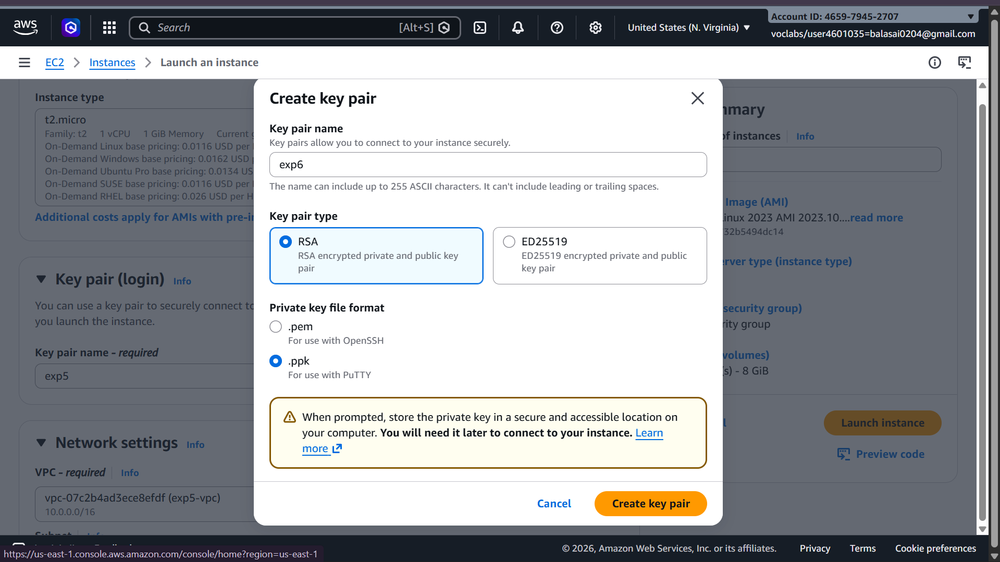 aws
Search
[Alt+S]
United States (N. Virginia)
Account ID: 4659-7945-2707
voclabs/user4601035=balasai0204@gmail.com
EC2
Instances
Launch an instance
Instance type
t2.micro
Family: t2 1 vCPU 1 GiB Memory Current
On-Demand Linux base pricing: 0.0116 USD per
On-Demand Windows base pricing: 0.0162 USD
On-Demand Ubuntu Pro base pricing: 0.0134 US
On-Demand SUSE base pricing: 0.0116 USD per
On-Demand RHEL base pricing: 0.026 USD per H
Additional costs apply for AMIs with pre-i
Key pair (login) Info
You can use a key pair to securely connect to
you launch the instance.
Key pair name - required
exp5
Network settings Info
VPC - required Info
vpc-07c2b4ad3ece8efdf (exp5-vpc)
10.0.0.0/16
Create key pair
Key pair name
Key pairs allow you to connect to your instance securely.
exp6
The name can include up to 255 ASCII characters. It can't include leading or trailing spaces.
Key pair type
RSA
RSA encrypted private and public key
pair
ED25519
ED25519 encrypted private and public
key pair
Private key file format
.pem
For use with OpenSSH
.ppk
For use with PuTTY
When prompted, store the private key in a secure and accessible location on
your computer. You will need it later to connect to your instance. Learn
more
Cancel
Create key pair
mmary
of instances Info
Image (AMI)
inux 2023 AMI 2023.10....read more
32b5494dc14
rver type (instance type)
security group)
rity group
volumes)
(s) - 8 GiB
Launch instance
Preview code
https://us-east-1.console.aws.amazon.com/console/home?region=us-east-1
© 2026, Amazon Web Services, Inc. or its affiliates.
Privacy
Terms
Cookie preferences